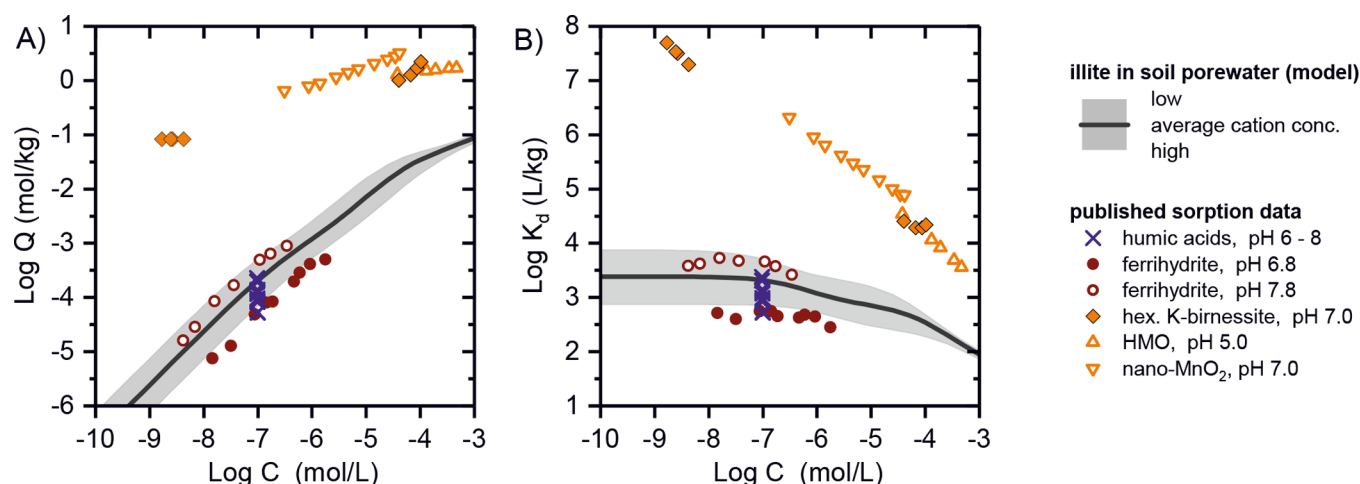 A)
Log Q (mol/kg)
1
0
-1
-2
-3
-4
-5
-6
-10 -9 -8 -7 -6 -5 -4 -3
Log C (mol/L)
B)
Log K_d (L/kg)
8
7
6
5
4
3
2
1
-10 -9 -8 -7 -6 -5 -4 -3
Log C (mol/L)
illite in soil porewater (model)
low
average cation conc.
high
published sorption data
humic acids, pH 6 - 8
ferrihydrite, pH 6.8
ferrihydrite, pH 7.8
hex. K-birnessite, pH 7.0
HMO, pH 5.0
nano-MnO₂, pH 7.0